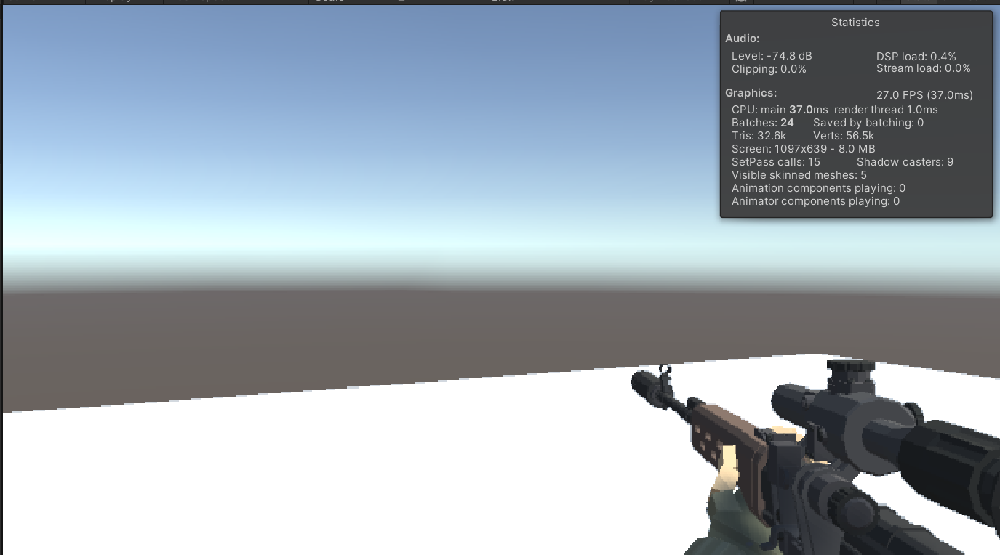 Statistics
Audio:
Level: -74.8 dB DSP load: 0.4%
Clipping: 0.0% Stream load: 0.0%
Graphics: 27.0 FPS (37.0ms)
CPU: main 37.0ms render thread 1.0ms
Batches: 24 Saved by batching: 0
Tris: 32.6k Verts: 56.5k
Screen: 1097x639 - 8.0 MB
SetPass calls: 15 Shadow casters: 9
Visible skinned meshes: 5
Animation components playing: 0
Animator components playing: 0